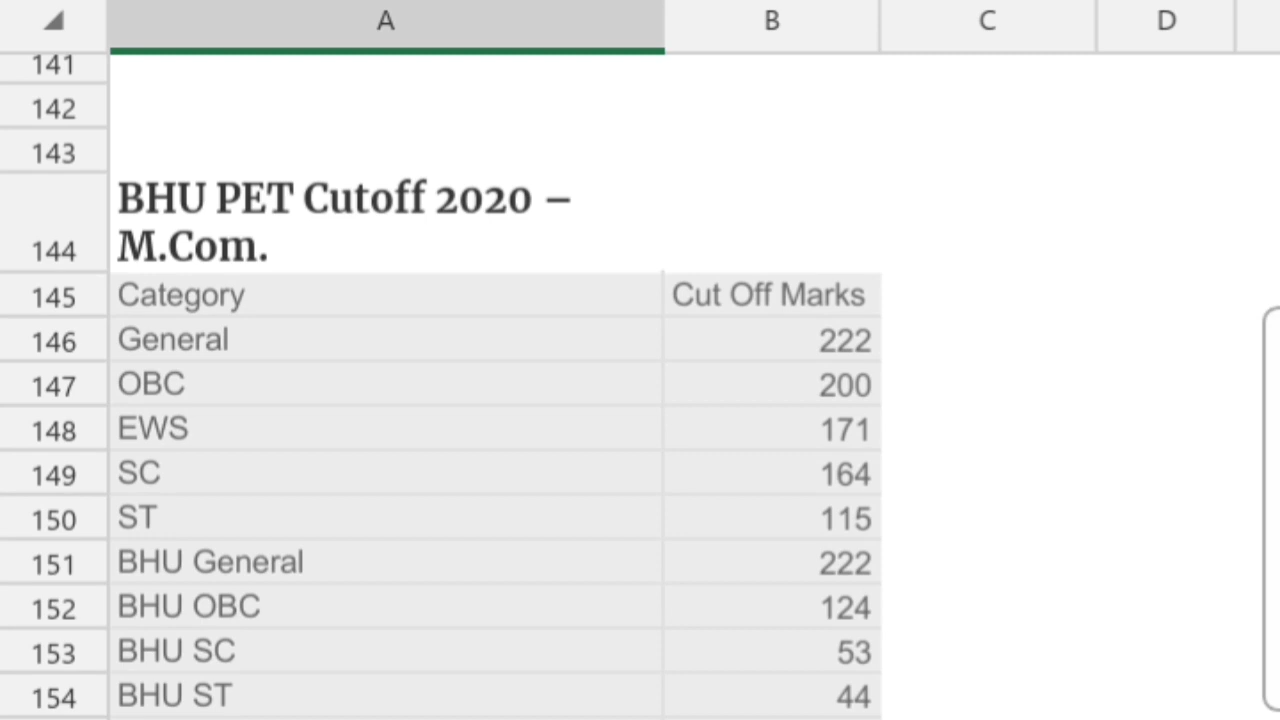 A B C D
141
142
143
BHU PET Cutoff 2020 –
144 M.Com.
145 Category Cut Off Marks
146 General 222
147 OBC 200
148 EWS 171
149 SC 164
150 ST 115
151 BHU General 222
152 BHU OBC 124
153 BHU SC 53
154 BHU ST 44